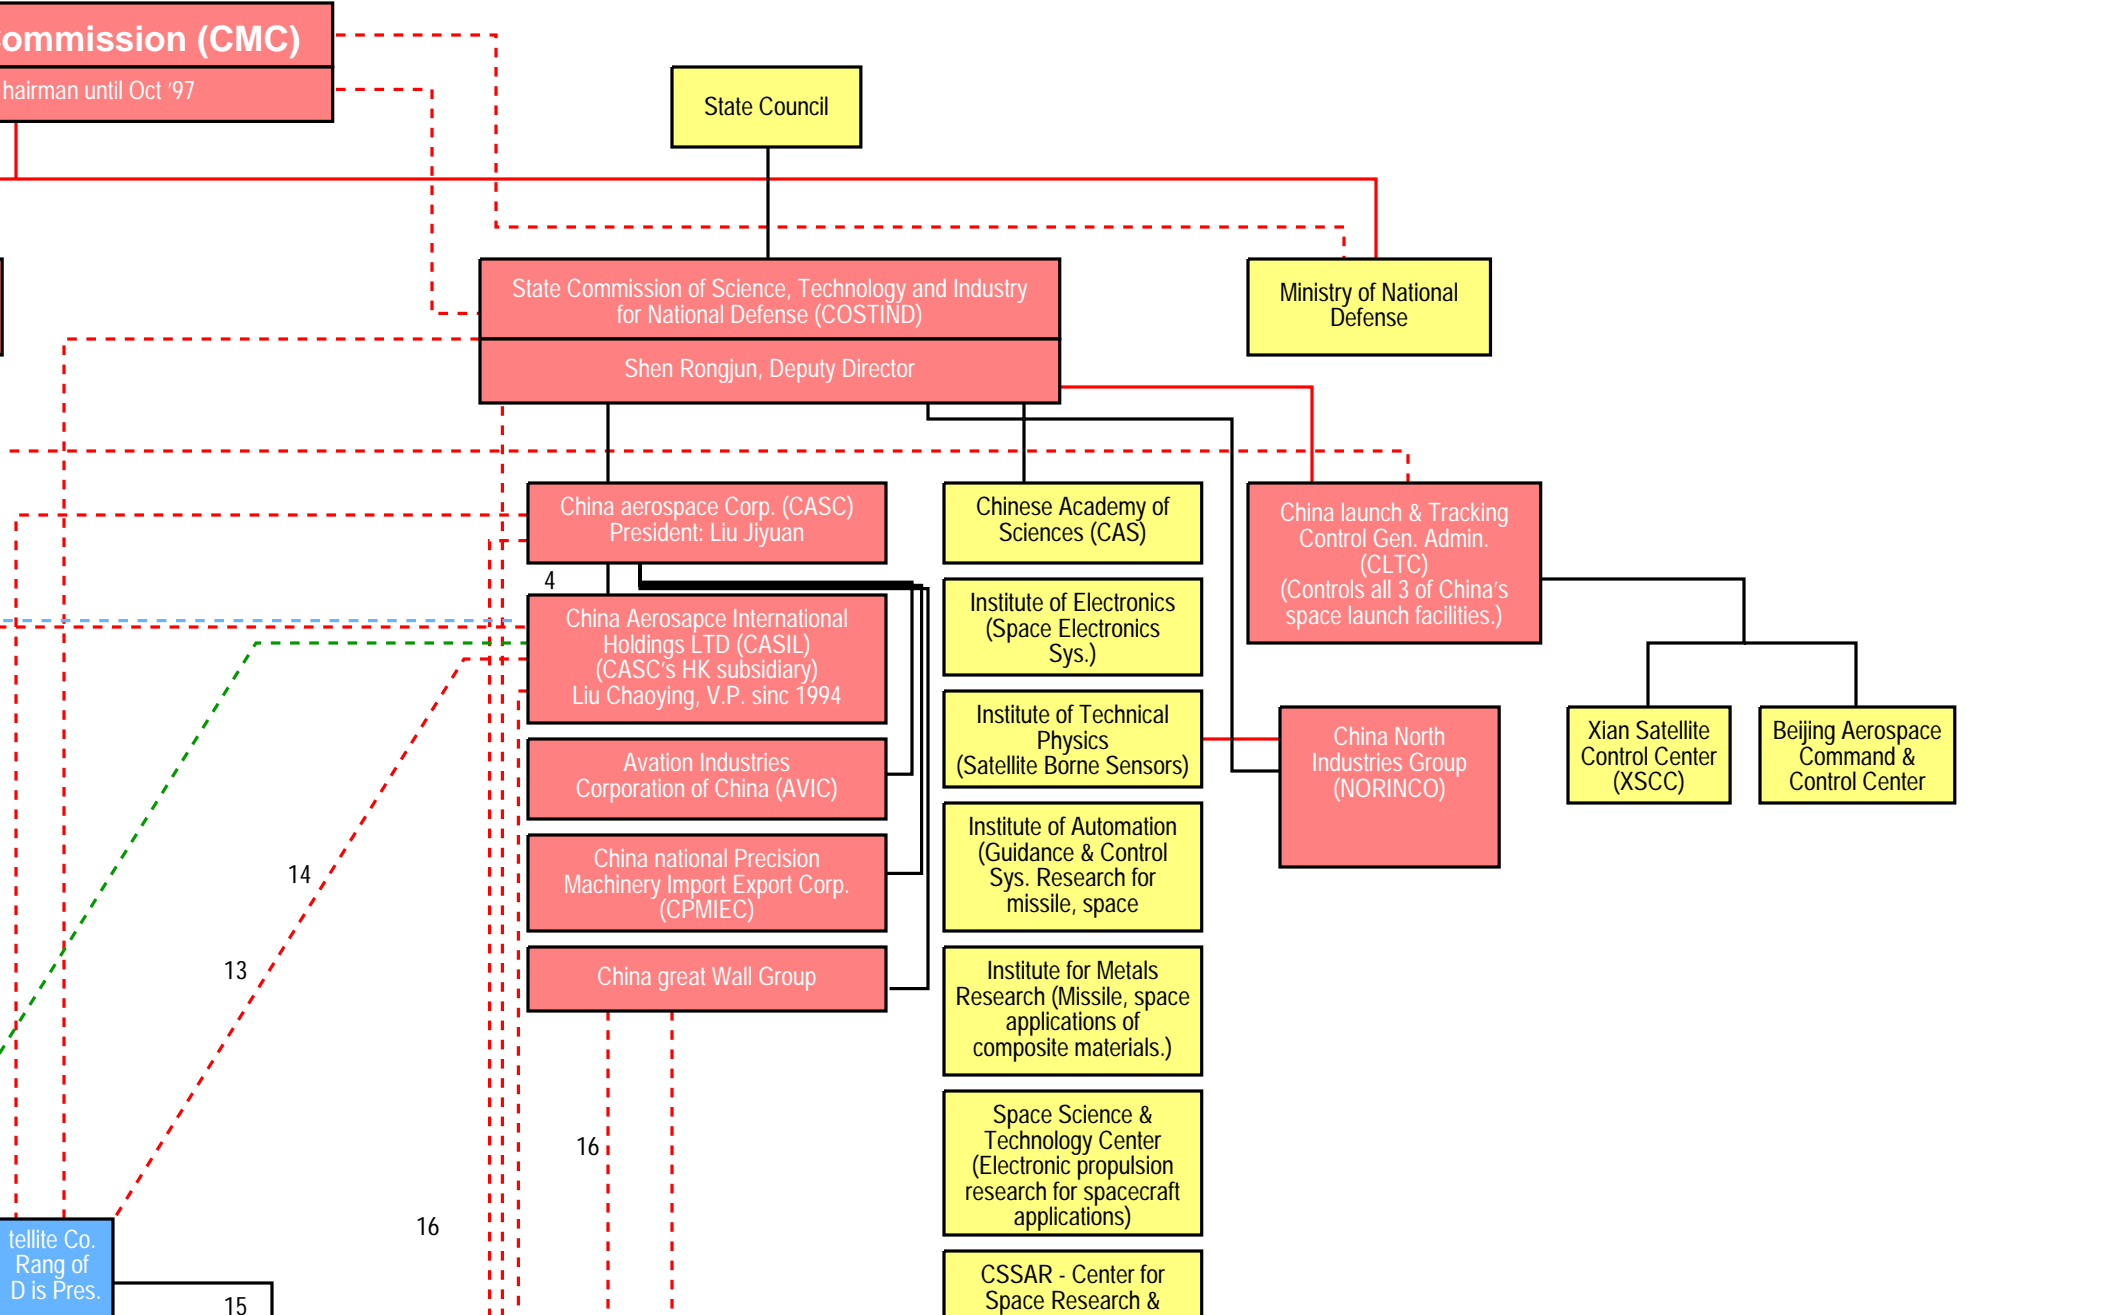 ommission (CMC)
hairman until Oct '97
State Council
State Commission of Science, Technology and Industry
for National Defense (COSTIND)
Shen Rongjun, Deputy Director
Ministry of National
Defense
China aerospace Corp. (CASC)
President: Liu Jiyuan
4
China Aerosapce International
Holdings LTD (CASIL)
(CASC's HK subsidiary)
Liu Chaoying, V.P. sinc 1994
Avation Industries
Corporation of China (AVIC)
China national Precision
Machinery Import Export Corp.
(CPMIEC)
China great Wall Group
Chinese Academy of
Sciences (CAS)
Institute of Electronics
(Space Electronics
Sys.)
Institute of Technical
Physics
(Satellite Borne Sensors)
Institute of Automation
(Guidance & Control
Sys. Research for
missile, space
Institute for Metals
Research (Missile, space
applications of
composite materials.)
Space Science &
Technology Center
(Electronic propulsion
research for spacecraft
applications)
CSSAR - Center for
Space Research &
China launch & Tracking
Control Gen. Admin.
(CLTC)
(Controls all 3 of China's
space launch facilities.)
China North
Industries Group
(NORINCO)
Xian Satellite
Control Center
(XSCC)
Beijing Aerospace
Command &
Control Center
14
13
16
16
tellite Co.
Rang of
D is Pres.
15